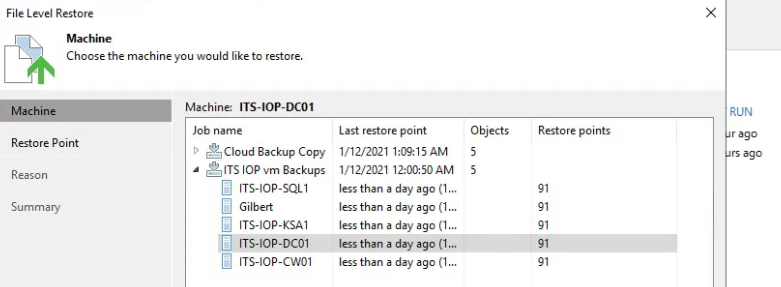 File Level Restore
Machine
Choose the machine you would like to restore.
Machine
Restore Point
Reason
Summary
Machine: ITS-IOP-DC01
Job name Last restore point Objects Restore points
Cloud Backup Copy 1/12/2021 1:09:15 AM 5
ITS IOP vm Backups 1/12/2021 12:00:50 AM 5
ITS-IOP-SQL1 less than a day ago (1... 91
Gilbert less than a day ago (1... 91
ITS-IOP-KSA1 less than a day ago (1... 91
ITS-IOP-DC01 less than a day ago (1... 91
ITS-IOP-CW01 less than a day ago (1... 91
RUN
ur ago
urs ago